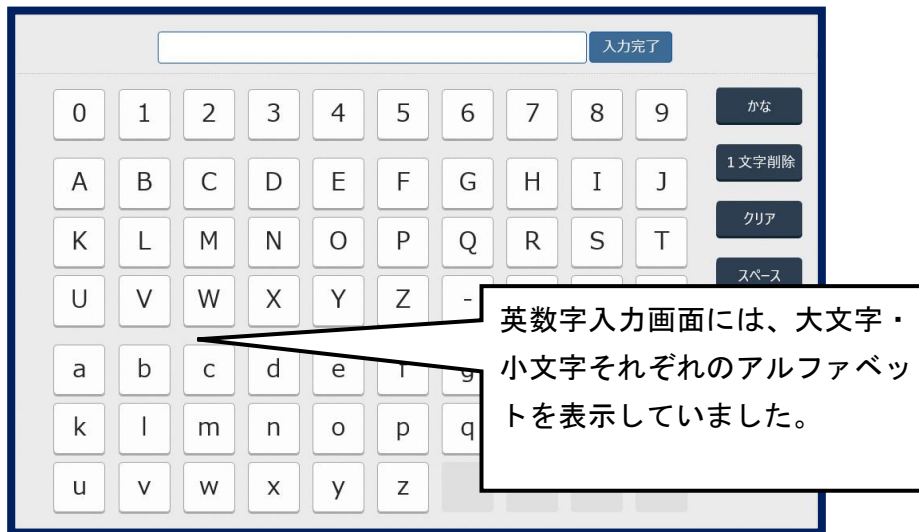 入力完了
0 1 2 3 4 5 6 7 8 9 かな
1文字削除
A B C D E F G H I J
クリア
K L M N O P Q R S T
スペース
U V W X Y Z -
英数字入力画面には、大文字・
小文字それぞれのアルファベッ
トを表示していました。
a b c d e f g
k l m n o p q
u v w x y z